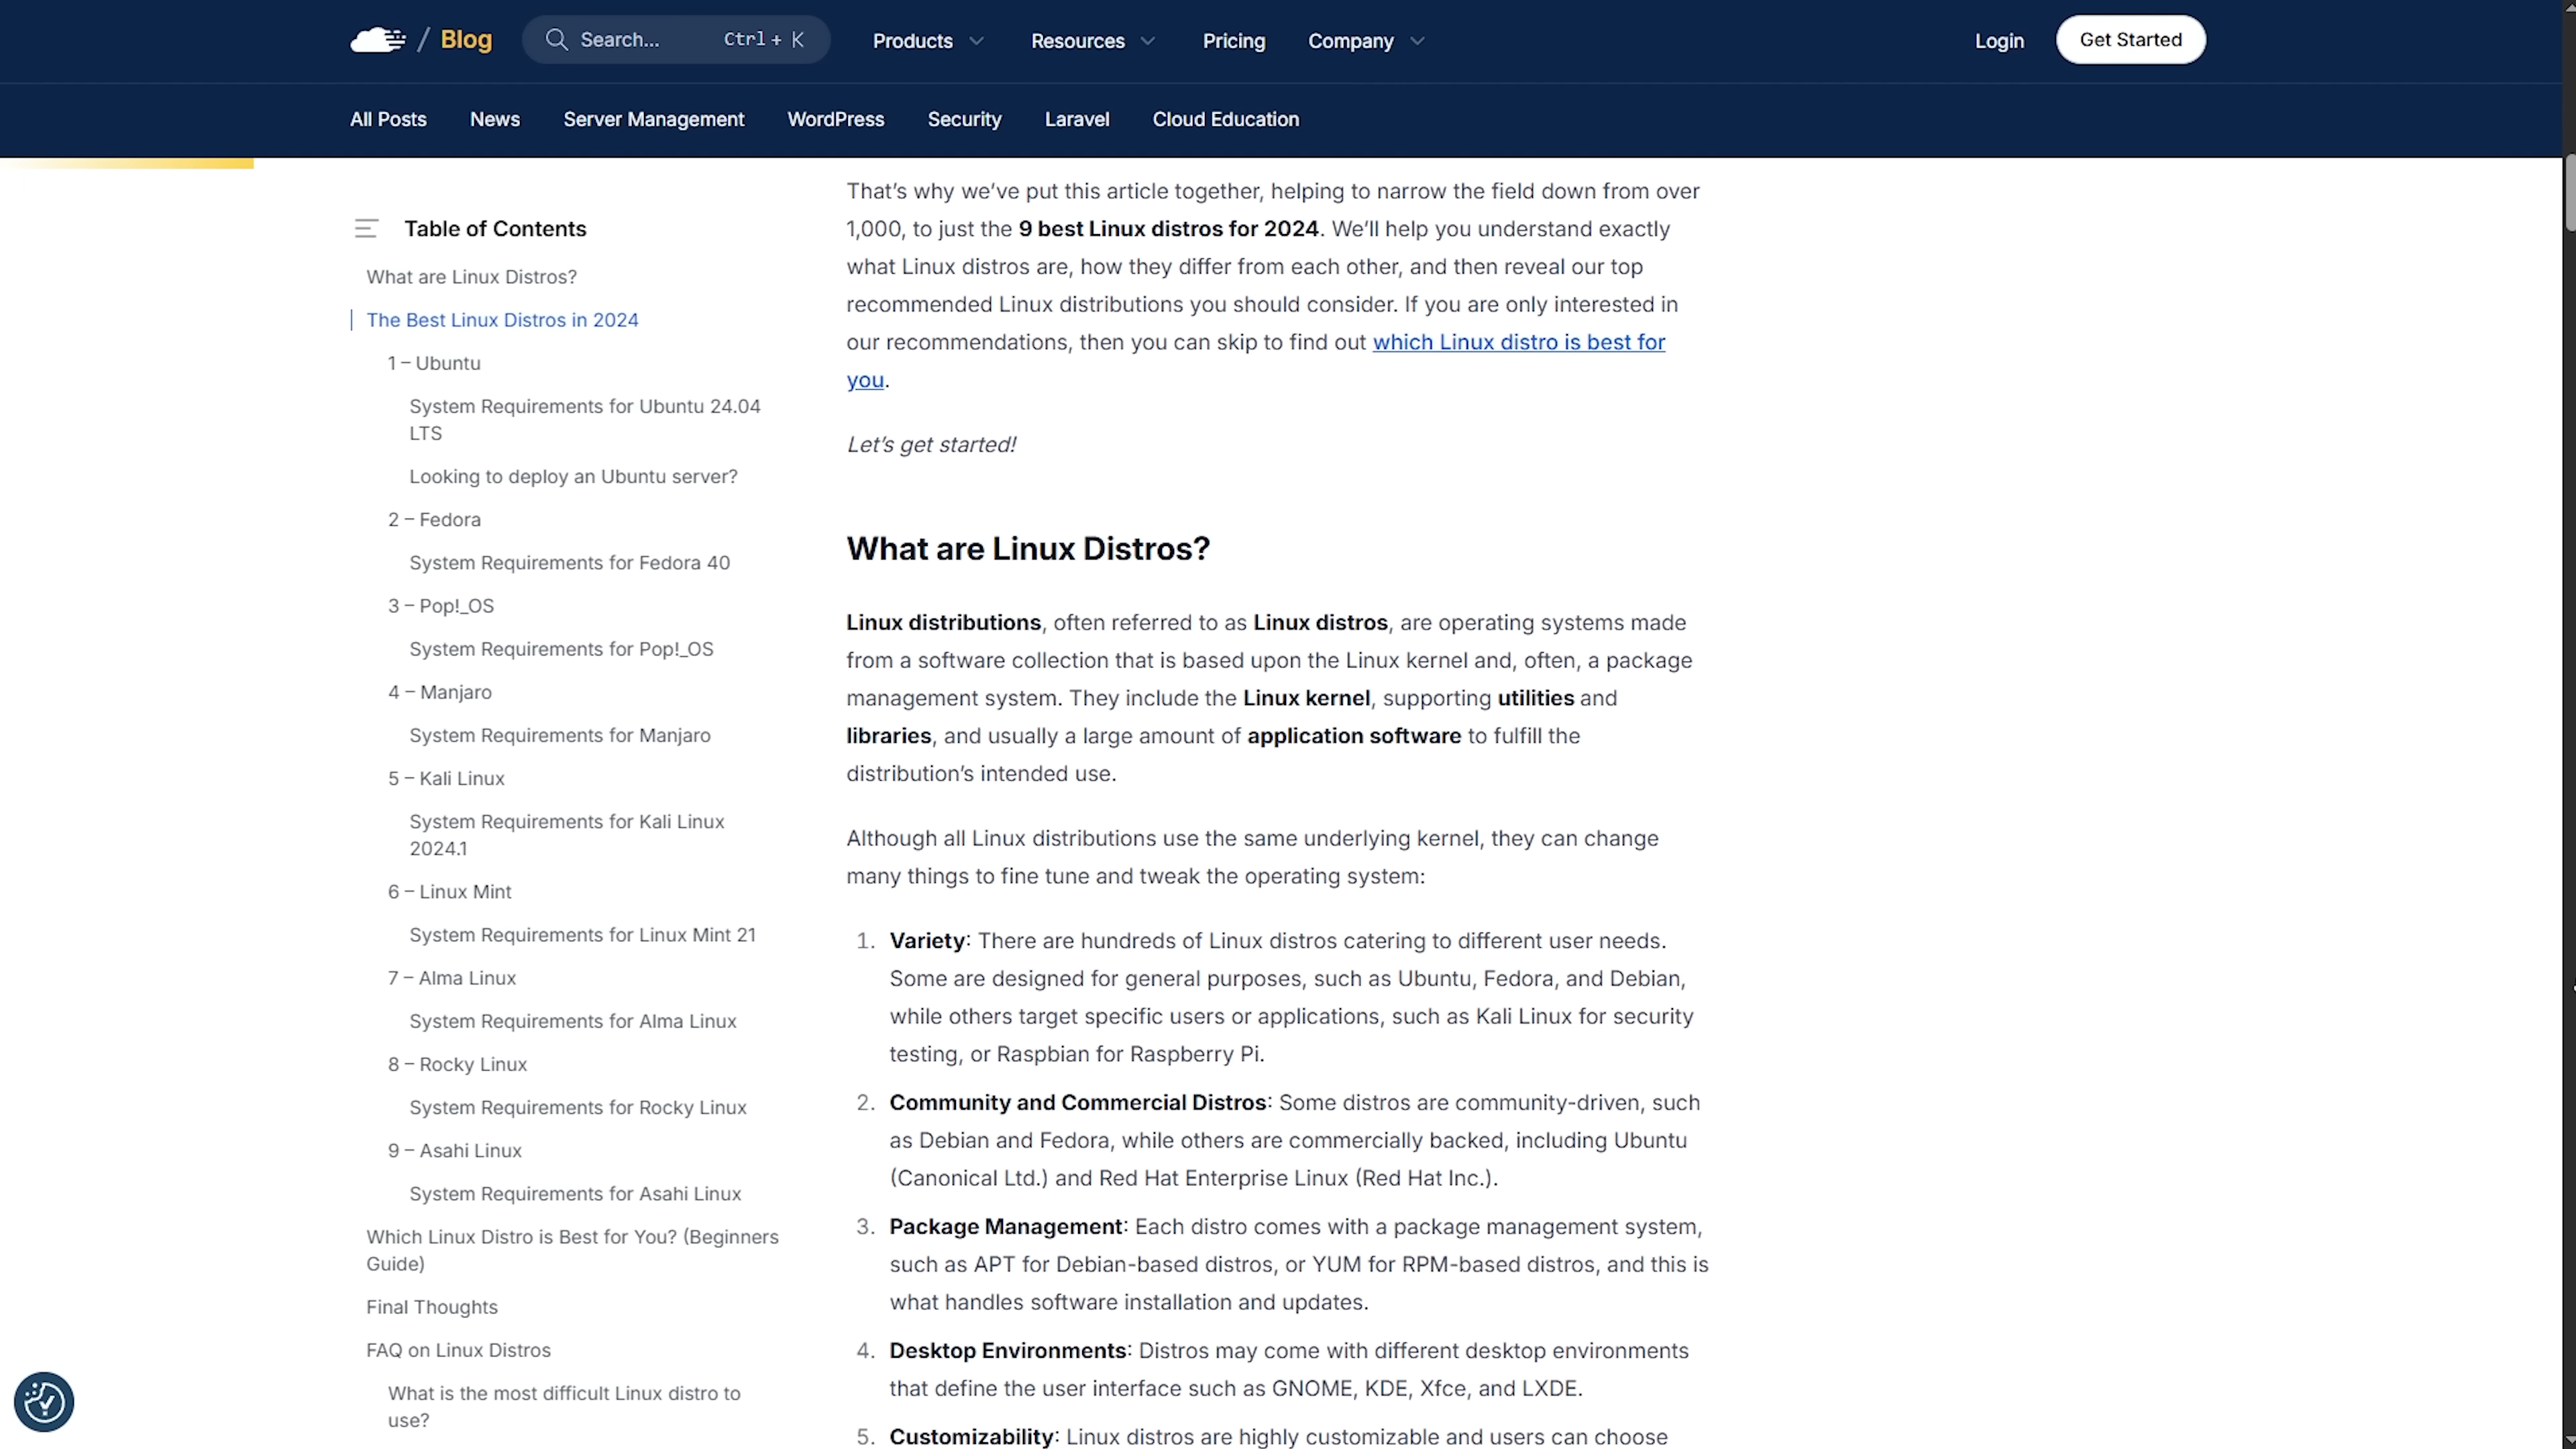 / Blog
Search...
Ctrl + K
Products
Resources
Pricing
Company
Login
Get Started
All Posts
News
Server Management
WordPress
Security
Laravel
Cloud Education
Table of Contents
What are Linux Distros?
The Best Linux Distros in 2024
1 – Ubuntu
System Requirements for Ubuntu 24.04
LTS
Looking to deploy an Ubuntu server?
2 – Fedora
System Requirements for Fedora 40
3 – Pop!_OS
System Requirements for Pop!_OS
4 – Manjaro
System Requirements for Manjaro
5 – Kali Linux
System Requirements for Kali Linux
2024.1
6 – Linux Mint
System Requirements for Linux Mint 21
7 – Alma Linux
System Requirements for Alma Linux
8 – Rocky Linux
System Requirements for Rocky Linux
9 – Asahi Linux
System Requirements for Asahi Linux
Which Linux Distro is Best for You? (Beginners
Guide)
Final Thoughts
FAQ on Linux Distros
What is the most difficult Linux distro to
use?
That’s why we’ve put this article together, helping to narrow the field down from over
1,000, to just the 9 best Linux distros for 2024. We’ll help you understand exactly
what Linux distros are, how they differ from each other, and then reveal our top
recommended Linux distributions you should consider. If you are only interested in
our recommendations, then you can skip to find out which Linux distro is best for
you.
Let’s get started!
What are Linux Distros?
Linux distributions, often referred to as Linux distros, are operating systems made
from a software collection that is based upon the Linux kernel and, often, a package
management system. They include the Linux kernel, supporting utilities and
libraries, and usually a large amount of application software to fulfill the
distribution’s intended use.
Although all Linux distributions use the same underlying kernel, they can change
many things to fine tune and tweak the operating system:
1. Variety: There are hundreds of Linux distros catering to different user needs.
Some are designed for general purposes, such as Ubuntu, Fedora, and Debian,
while others target specific users or applications, such as Kali Linux for security
testing, or Raspbian for Raspberry Pi.
2. Community and Commercial Distros: Some distros are community-driven, such
as Debian and Fedora, while others are commercially backed, including Ubuntu
(Canonical Ltd.) and Red Hat Enterprise Linux (Red Hat Inc.).
3. Package Management: Each distro comes with a package management system,
such as APT for Debian-based distros, or YUM for RPM-based distros, and this is
what handles software installation and updates.
4. Desktop Environments: Distros may come with different desktop environments
that define the user interface such as GNOME, KDE, Xfce, and LXDE.
5. Customizability: Linux distros are highly customizable and users can choose